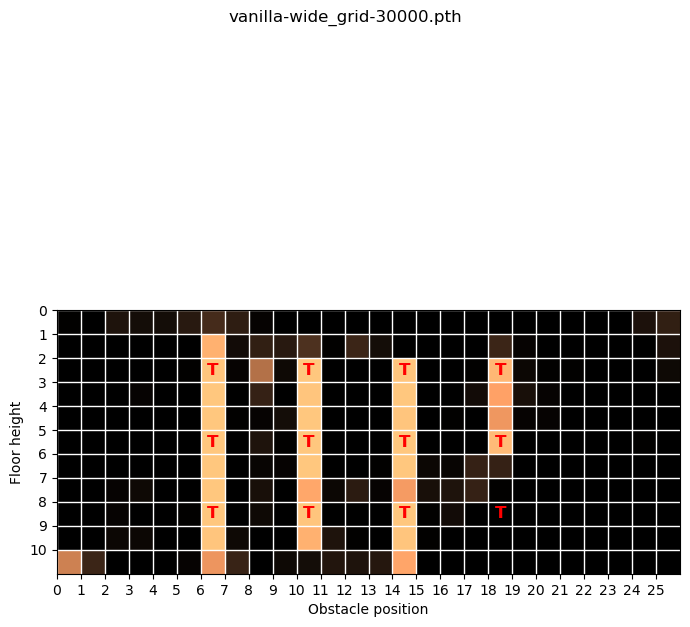 vanilla-wide_grid-30000.pth
0
1
2
T T T T
3
4
5
T T T T
6
7
8
T T T T
9
10
Floor height
0 1 2 3 4 5 6 7 8 9 10 11 12 13 14 15 16 17 18 19 20 21 22 23 24 25
Obstacle position